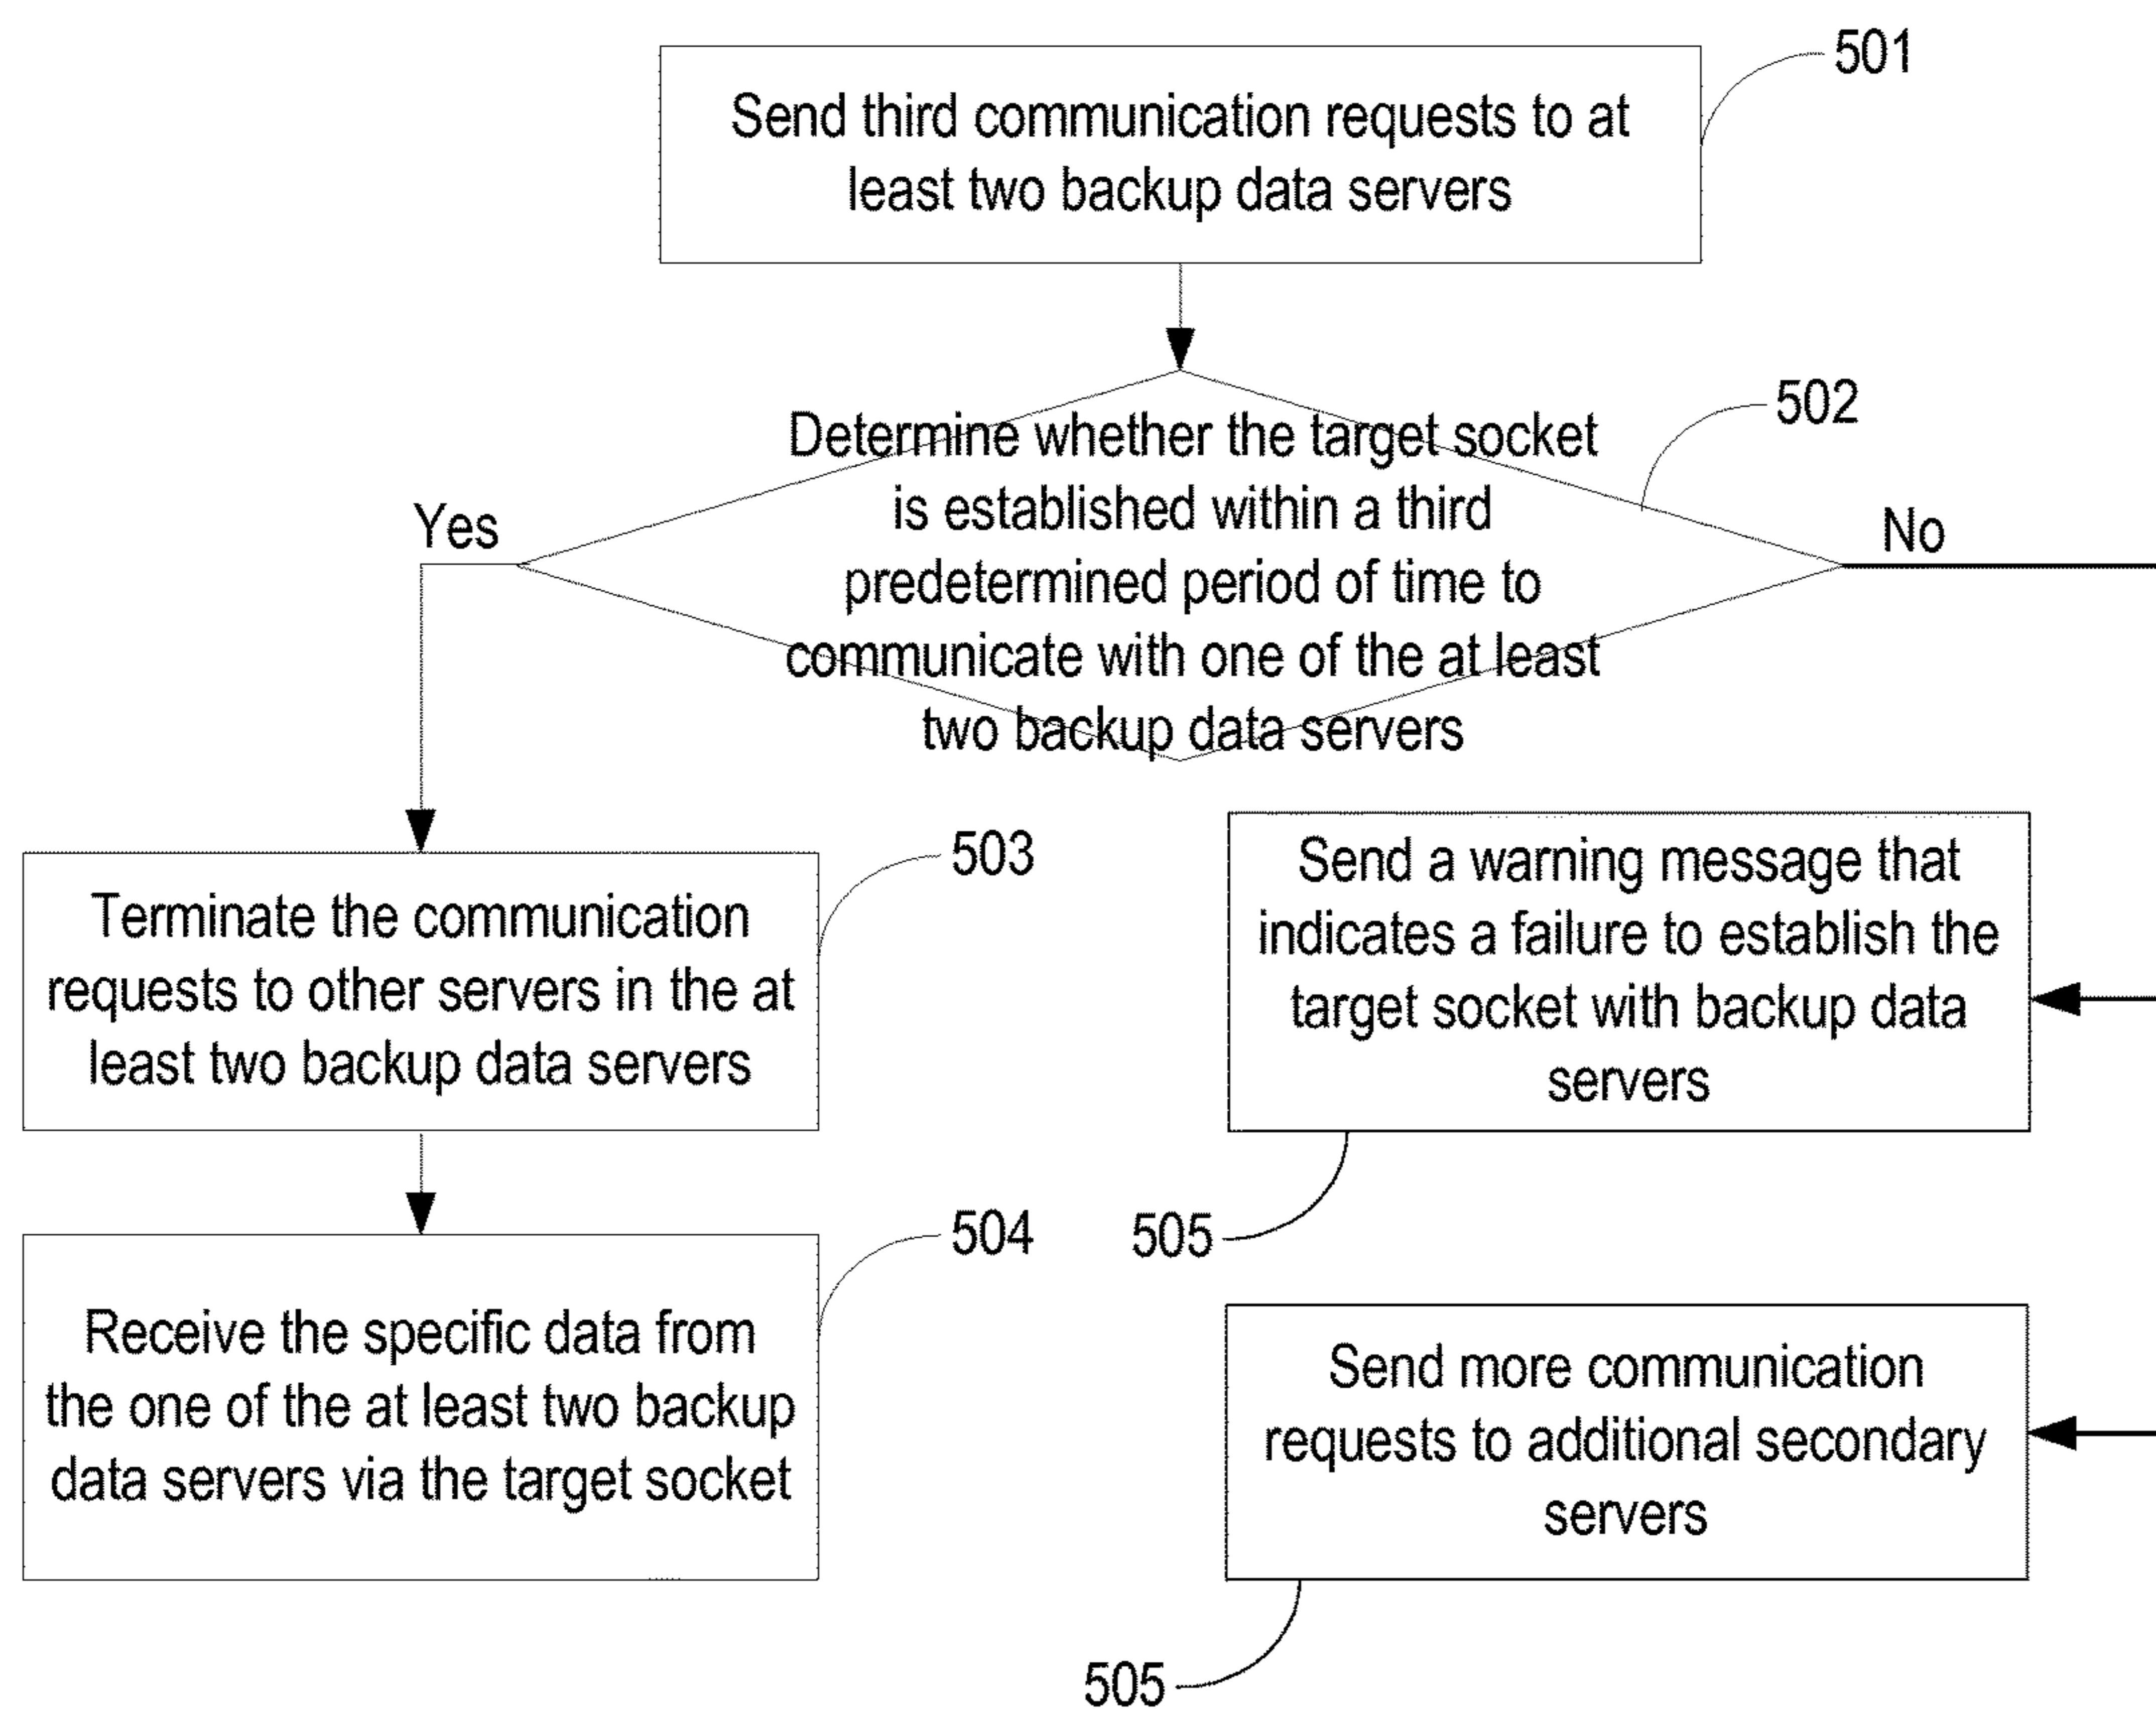 501
Send third communication requests to at
least two backup data servers
502
Determine whether the target socket
is established within a third
predetermined period of time to
communicate with one of the at least
two backup data servers
Yes
No
503
Terminate the communication
requests to other servers in the at
least two backup data servers
Send a warning message that
indicates a failure to establish the
target socket with backup data
servers
505
504
Receive the specific data from
the one of the at least two backup
data servers via the target socket
Send more communication
requests to additional secondary
servers
505